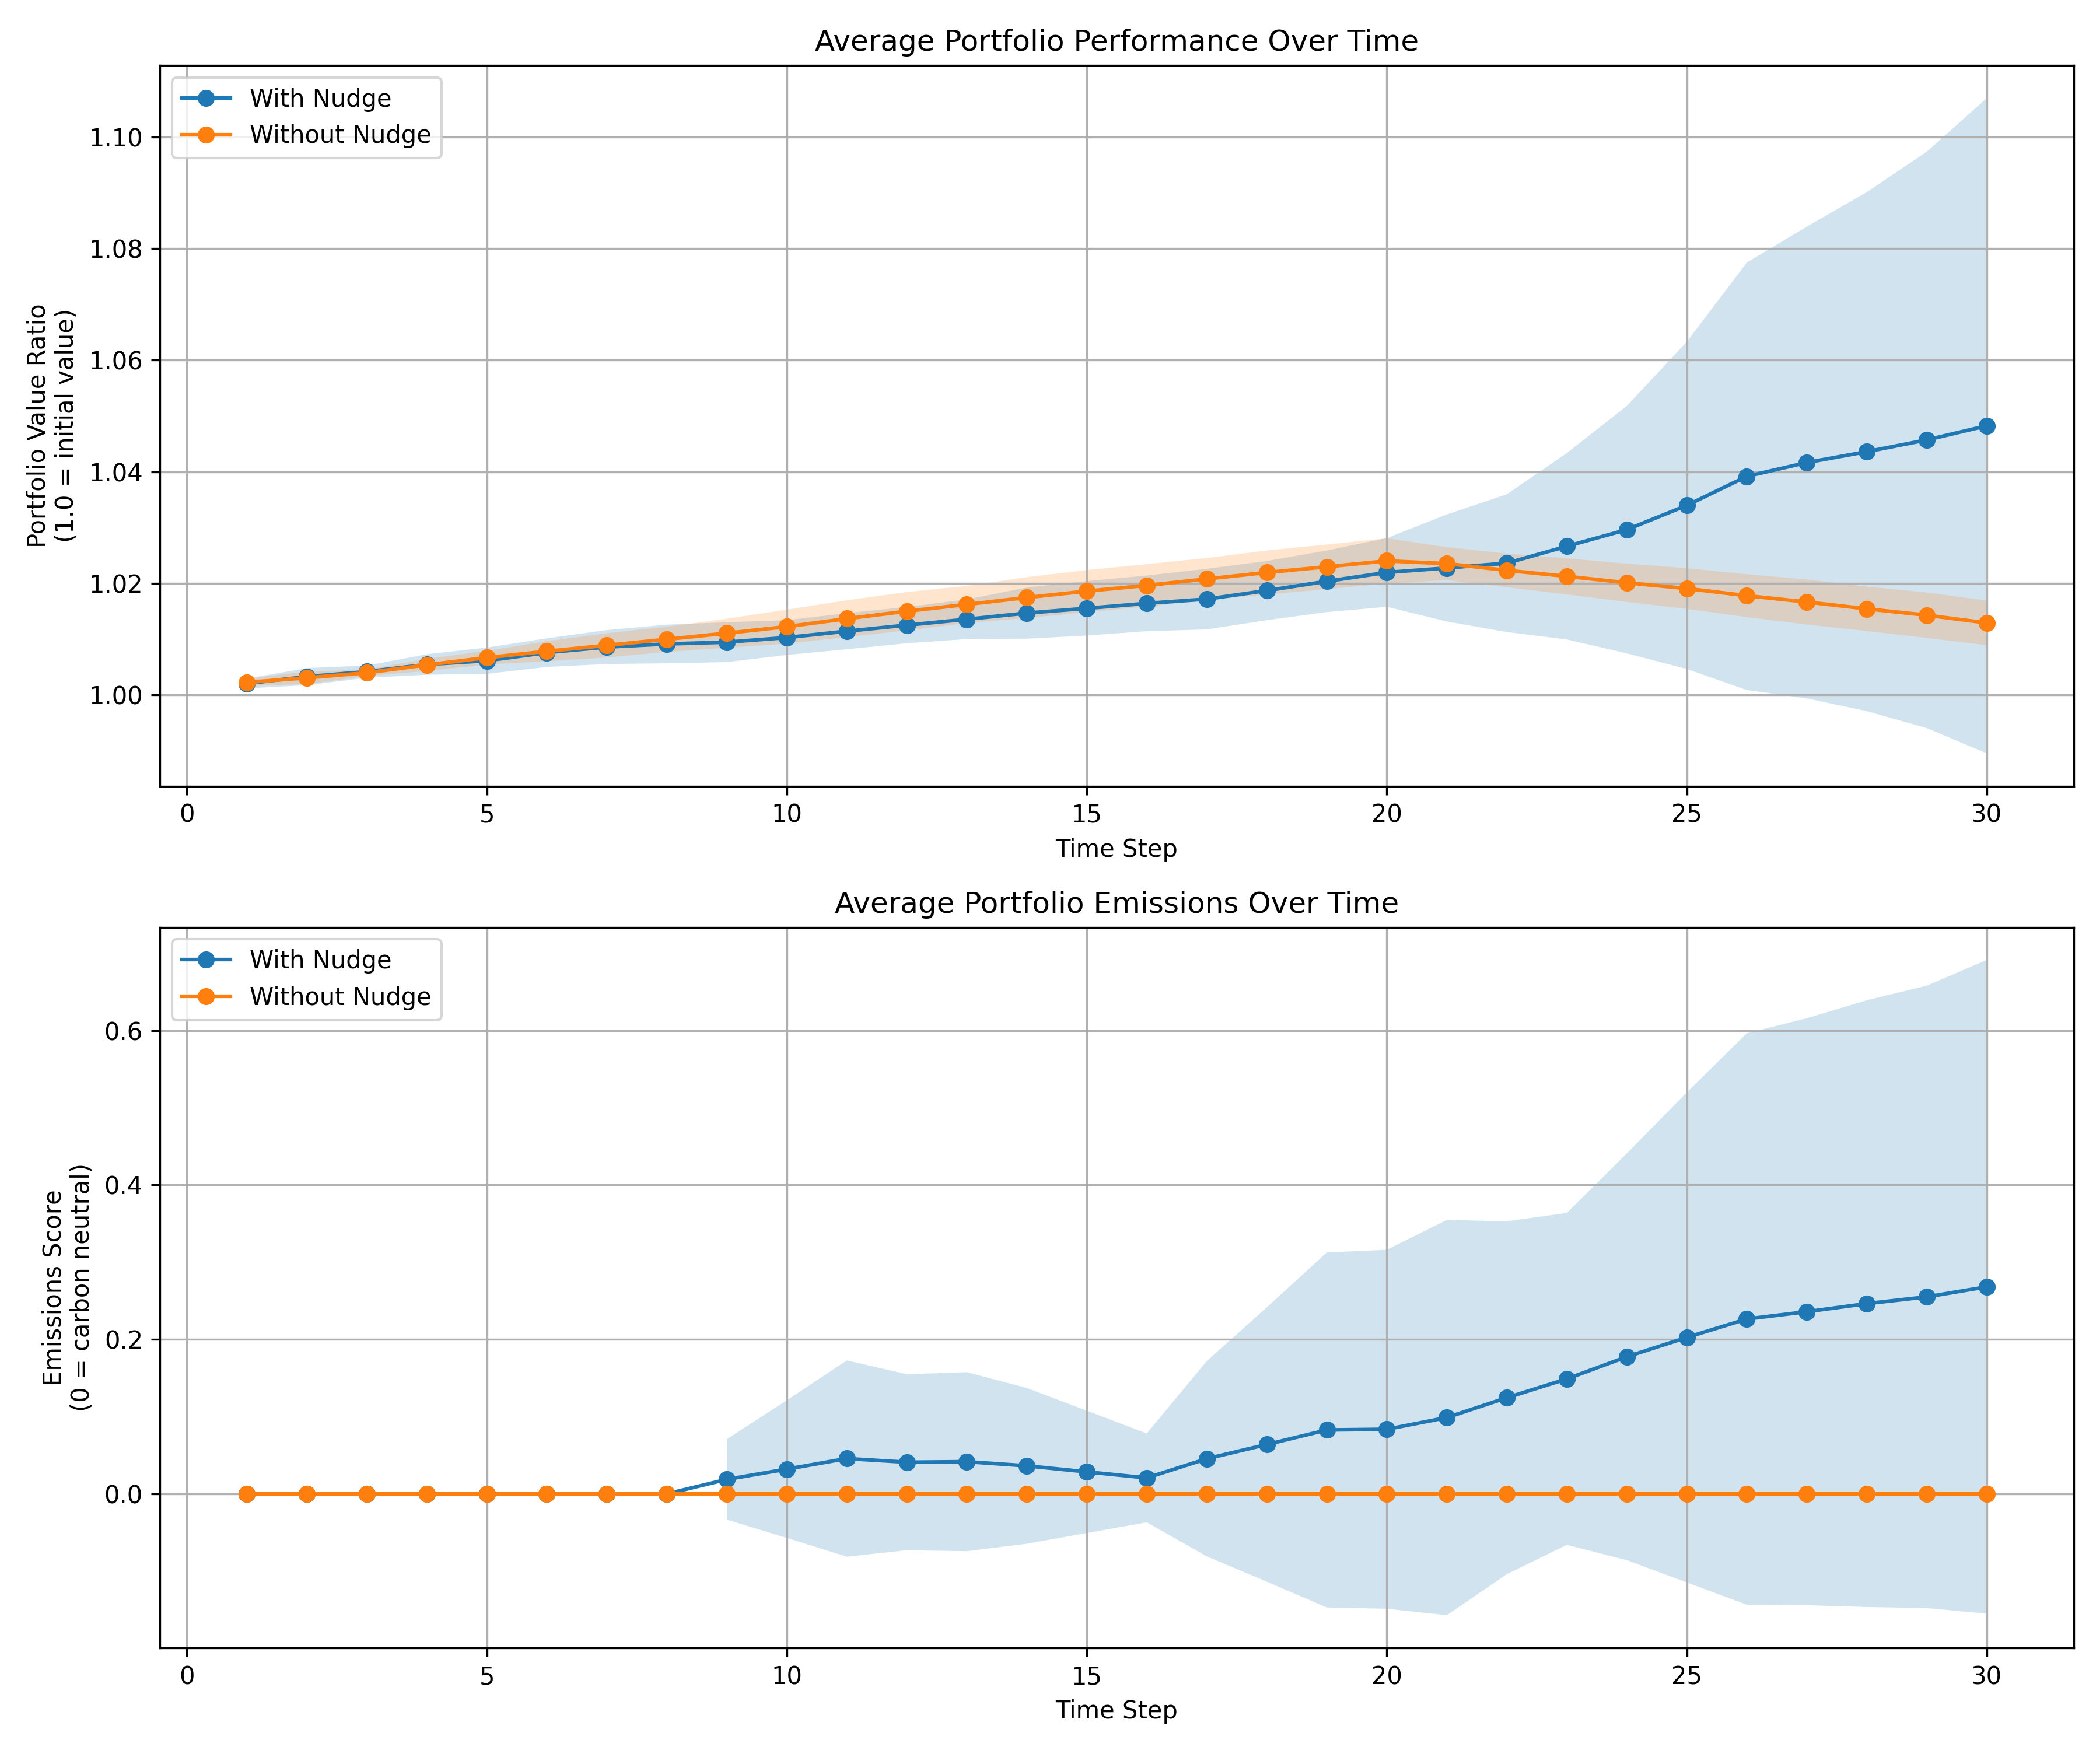 Average Portfolio Performance Over Time
With Nudge
Without Nudge
1.10
1.08
1.06
1.04
1.02
1.00
Portfolio Value Ratio
(1.0 = initial value)
0 5 10 15 20 25 30
Time Step
Average Portfolio Emissions Over Time
With Nudge
Without Nudge
0.6
0.4
0.2
0.0
Emissions Score
(0 = carbon neutral)
0 5 10 15 20 25 30
Time Step